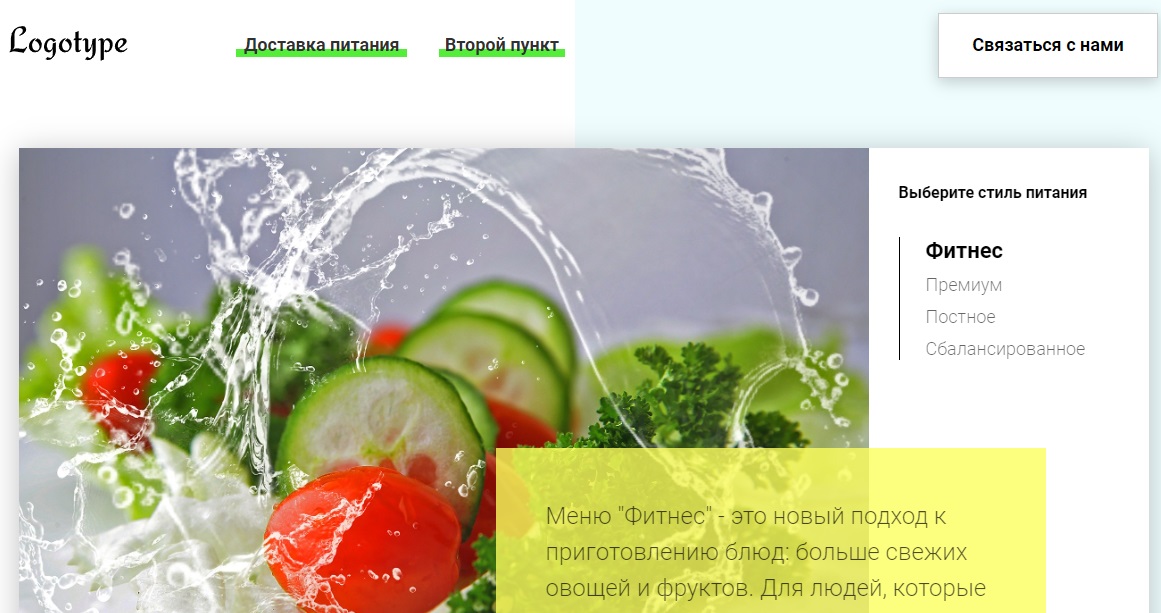 Logotype
Доставка питания
Второй пункт
Связаться с нами
Выберите стиль питания
Фитнес
Премиум
Постное
Сбалансированное
Меню "Фитнес" - это новый подход к
приготовлению блюд: больше свежих
овощей и фруктов. Для людей, которые